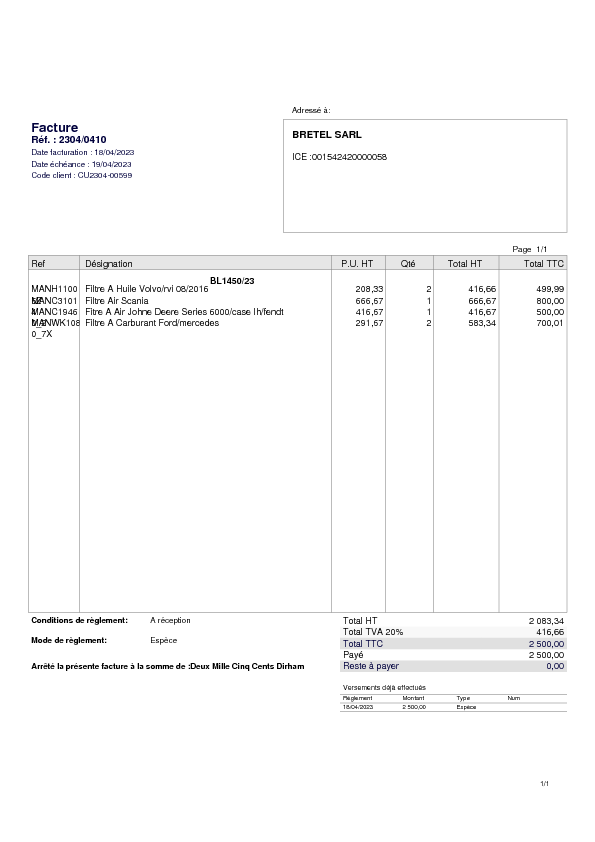 Adressé à:
Facture
Réf. : 2304/0410
Date facturation : 18/04/2023
Date échéance : 19/04/2023
Code client : CU2304-00599
BRETEL SARL
ICE :001542420000058
Page 1/1
Ref Désignation P.U. HT Qté Total HT Total TTC
BL1450/23
MANH1100 Filtre A Huile Volvo/rvi 08/2016 208,33 2 416,66 499,99
MANC3101 Filtre Air Scania 666,67 1 666,67 800,00
MANC1946 Filtre A Air Johne Deere Series 6000/case Ih/fendt 416,67 1 416,67 500,00
MANWK108 Filtre A Carburant Ford/mercedes 291,67 2 583,34 700,01
0_7X
Conditions de règlement: A réception
Mode de règlement: Espèce
Arrêté la présente facture à la somme de :Deux Mille Cinq Cents Dirham
Total HT 2 083,34
Total TVA 20% 416,66
Total TTC 2 500,00
Payé 2 500,00
Reste à payer 0,00
Versements déjà effectués
Règlement Montant Type Num
18/04/2023 2 500,00 Espèce
1/1